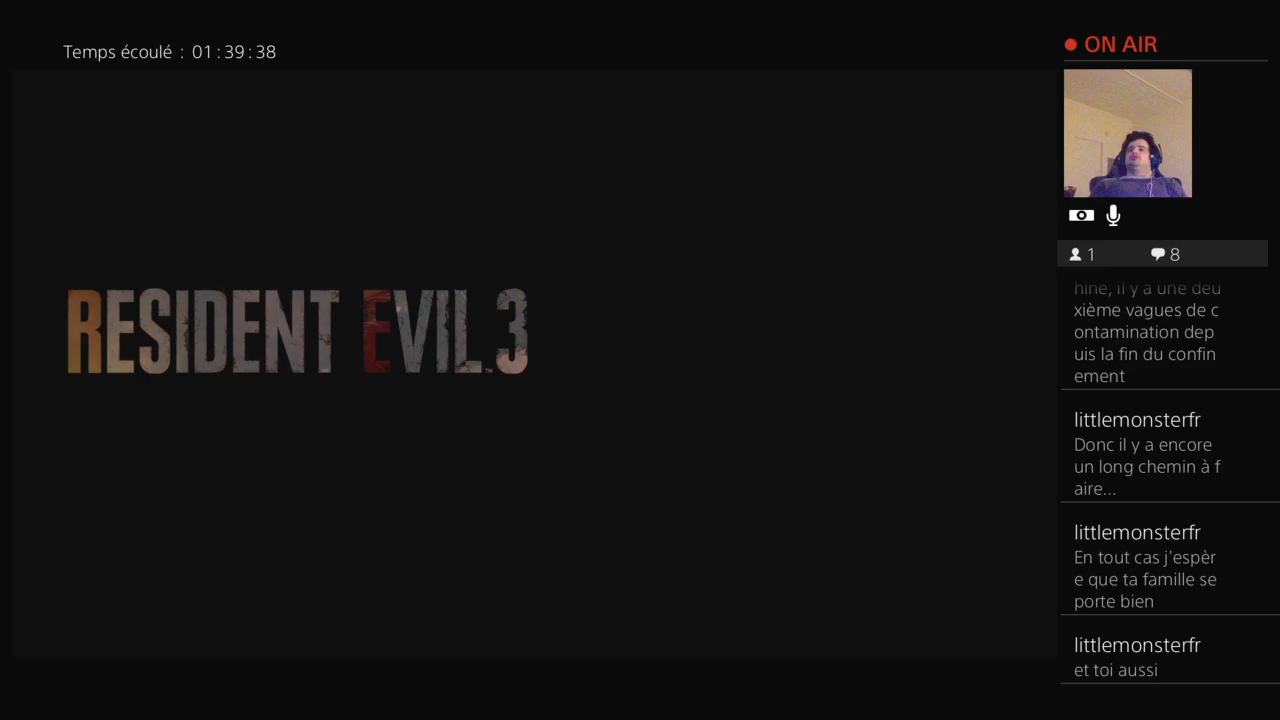 Temps écoulé : 01:39:38
ON AIR
1
8
RESIDENT EVIL 3
™
hine, il y a une deu
xième vagues de c
ontamination dep
uis la fin du confin
ement
littlemonsterfr
Donc il y a encore
un long chemin à f
aire...
littlemonsterfr
En tout cas j'espèr
e que ta famille se
porte bien
littlemonsterfr
et toi aussi